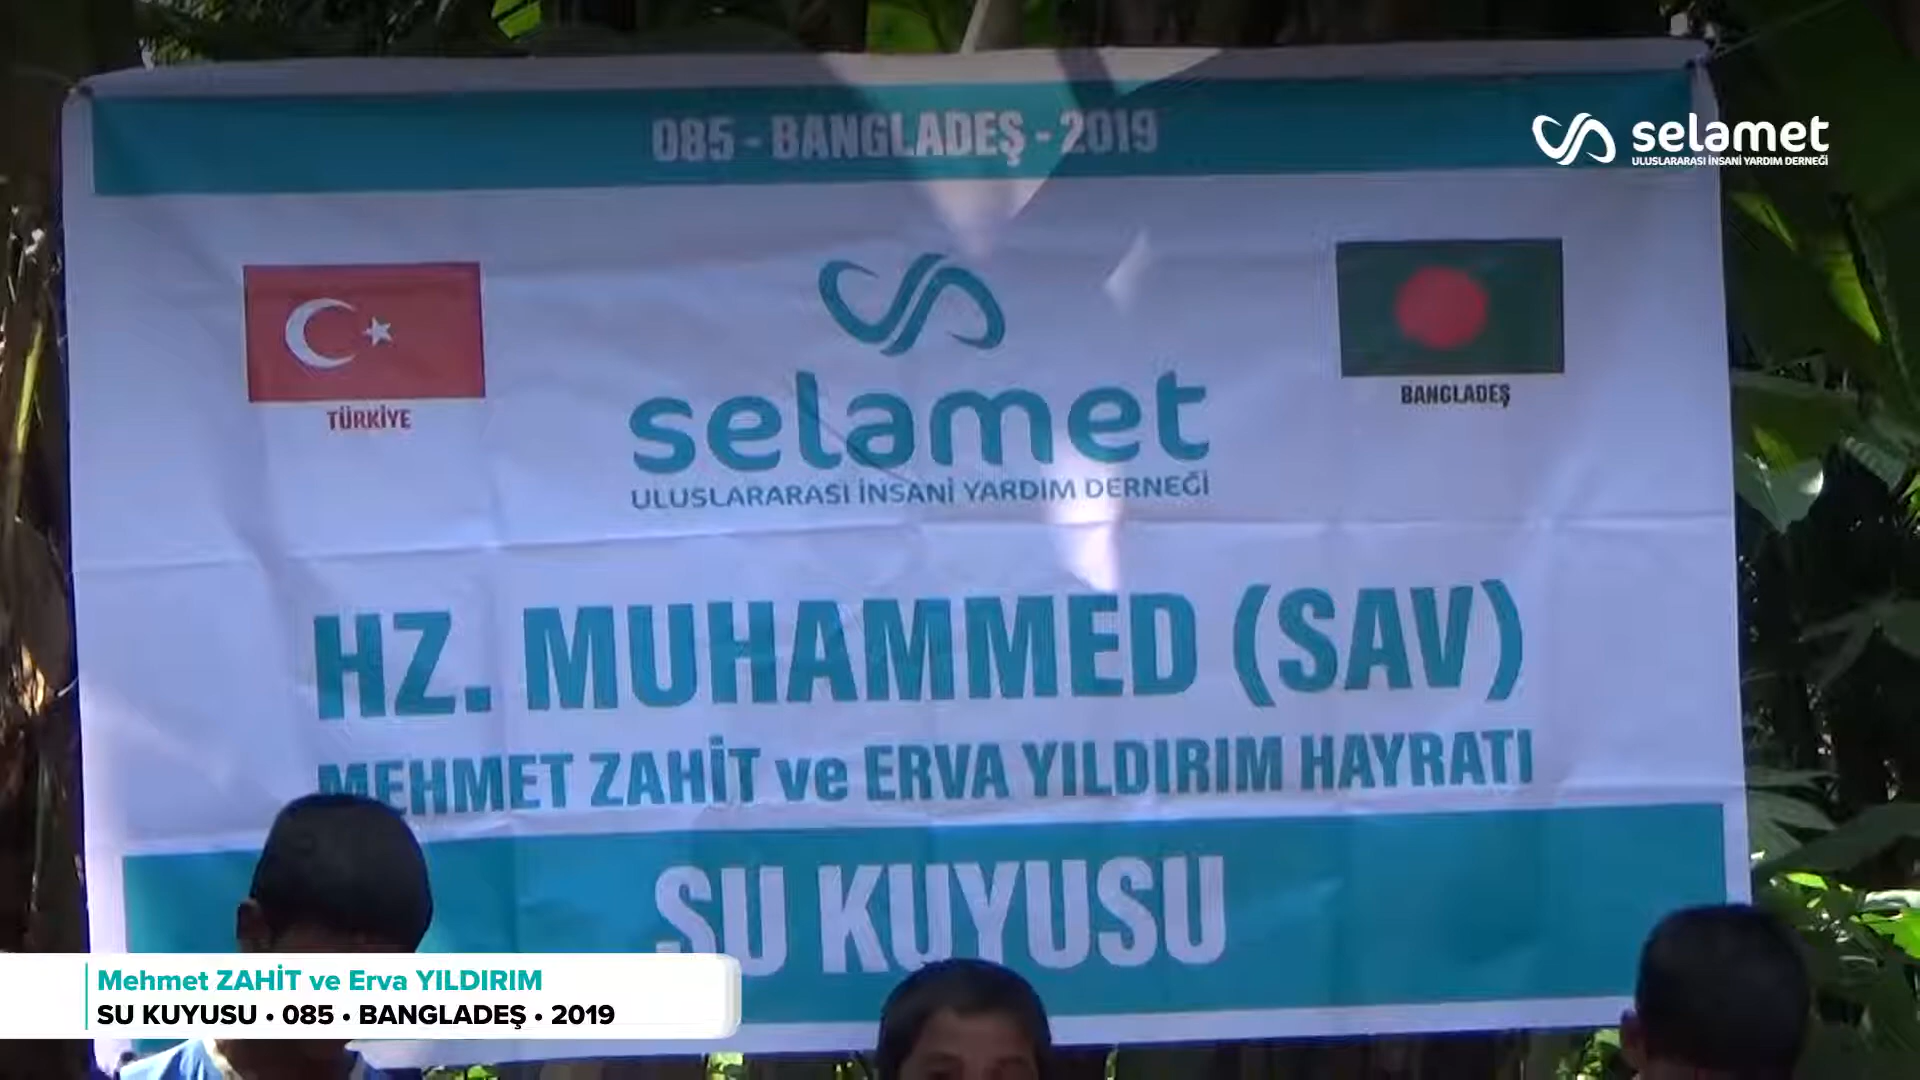 085 - BANGLADEŞ - 2019
selamet
ULUSLARARASI İNSANİ YARDIM DERNEĞİ
TÜRKİYE
BANGLADEŞ
selamet
ULUSLARARASI İNSANİ YARDIM DERNEĞİ
HZ. MUHAMMED (SAV)
MEHMET ZAHİT ve ERVA YILDIRIM HAYRATI
SU KUYUSU
Mehmet ZAHİT ve Erva YILDIRIM
SU KUYUSU • 085 • BANGLADEŞ • 2019